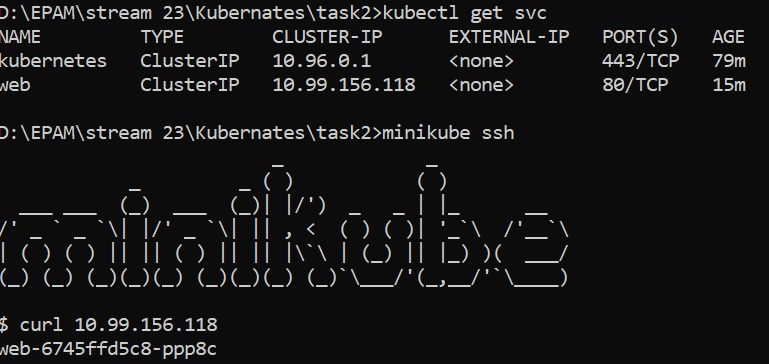 D:\EPAM\stream 23\Kubernates\task2>kubectl get svc
NAME TYPE CLUSTER-IP EXTERNAL-IP PORT(S) AGE
kubernetes ClusterIP 10.96.0.1 <none> 443/TCP 79m
web ClusterIP 10.99.156.118 <none> 80/TCP 15m
D:\EPAM\stream 23\Kubernates\task2>minikube ssh
minikube
$ curl 10.99.156.118
web-6745ffd5c8-ppp8c